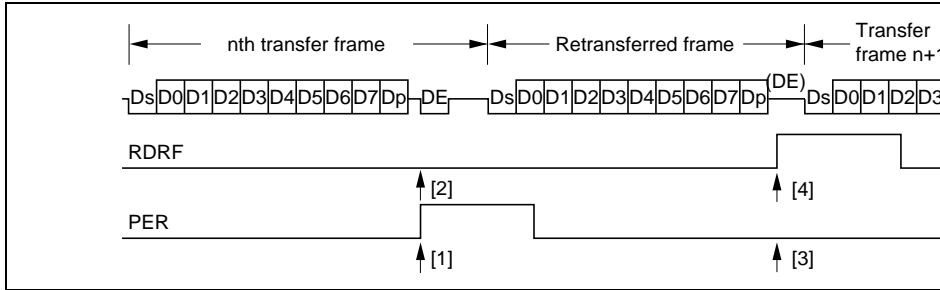 nth transfer frame
Retransferred frame
Transfer
frame n+1
Ds D0 D1 D2 D3 D4 D5 D6 D7 Dp DE Ds D0 D1 D2 D3 D4 D5 D6 D7 Dp (DE) Ds D0 D1 D2 D3
RDRF
[2] [4]
PER
[1] [3]